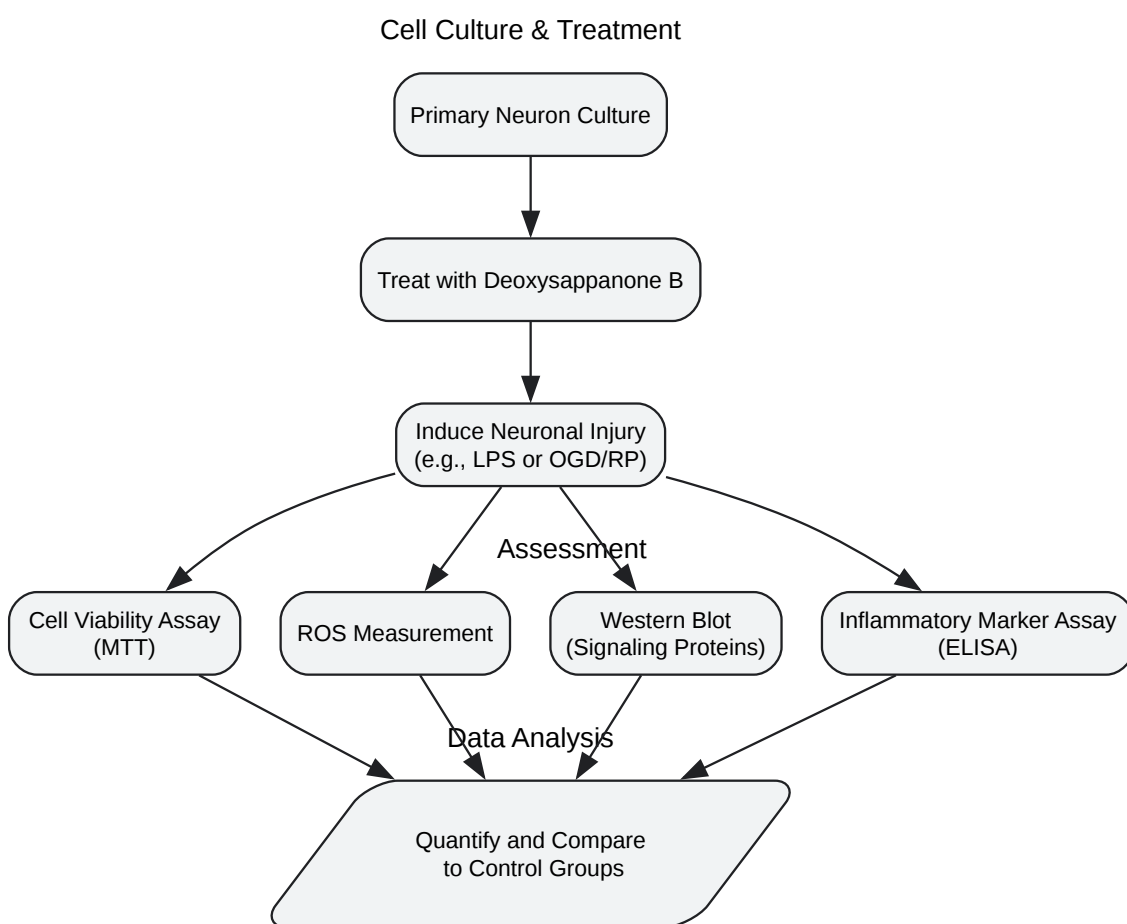 Cell Culture & Treatment
Primary Neuron Culture
Treat with Deoxysappanone B
Induce Neuronal Injury
(e.g., LPS or OGD/RP)
Assessment
Cell Viability Assay
(MTT)
ROS Measurement
Western Blot
(Signaling Proteins)
Inflammatory Marker Assay
(ELISA)
Data Analysis
Quantify and Compare
to Control Groups